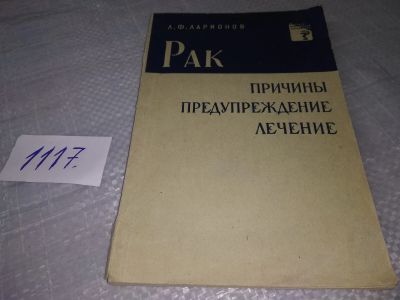 Л.Ф.ЛАРИОНОВ
РАК
ПРИЧИНЫ
ПРЕДУПРЕЖДЕНИЕ
ЛЕЧЕНИЕ
1117.